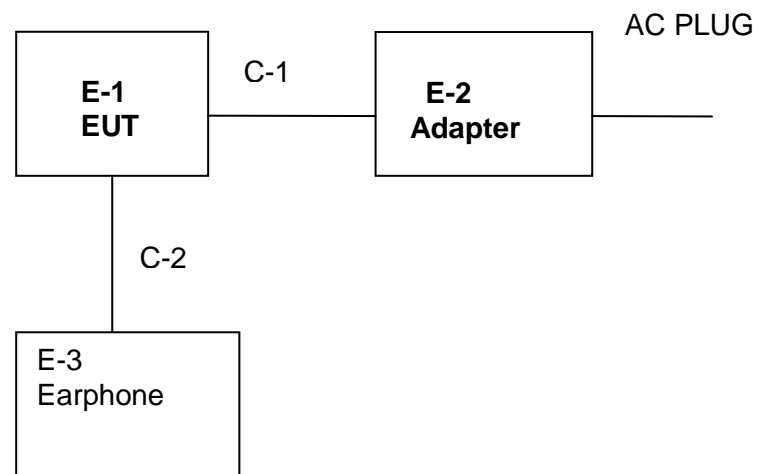 AC PLUG
C-1
E-1
EUT
E-2
Adapter
C-2
E-3
Earphone